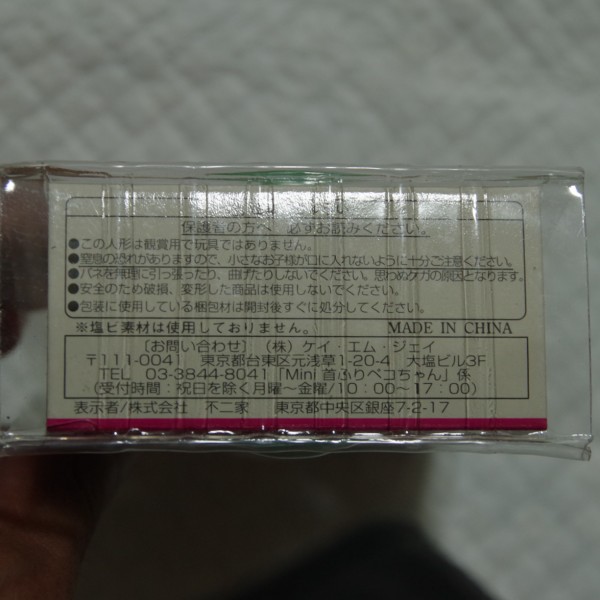 保護者の方へ　必ずお読みください。
●この人形は観賞用で玩具ではありません。
●窒息の恐れがありますので、小さなお子様が口に入れないように十分ご注意ください。
●バネを無理に引っ張ったり、曲げたりしないでください。思わぬケガの原因となります。
●安全のため破損、変形した商品は使用しないでください。
●包装に使用している梱包材は開封後すぐに処分してください。
※塩ビ素材は使用しておりません。　MADE IN CHINA
〔お問い合わせ〕（株）ケイ・エム・ジェイ
〒111-0041　東京都台東区元浅草1-20-4　大塩ビル3F
TEL　03-3844-8041「Mini 首ふりペコちゃん」係
（受付時間：祝日を除く月曜～金曜/10：00～17：00）
表示者/株式会社　不二家　東京都中央区銀座7-2-17